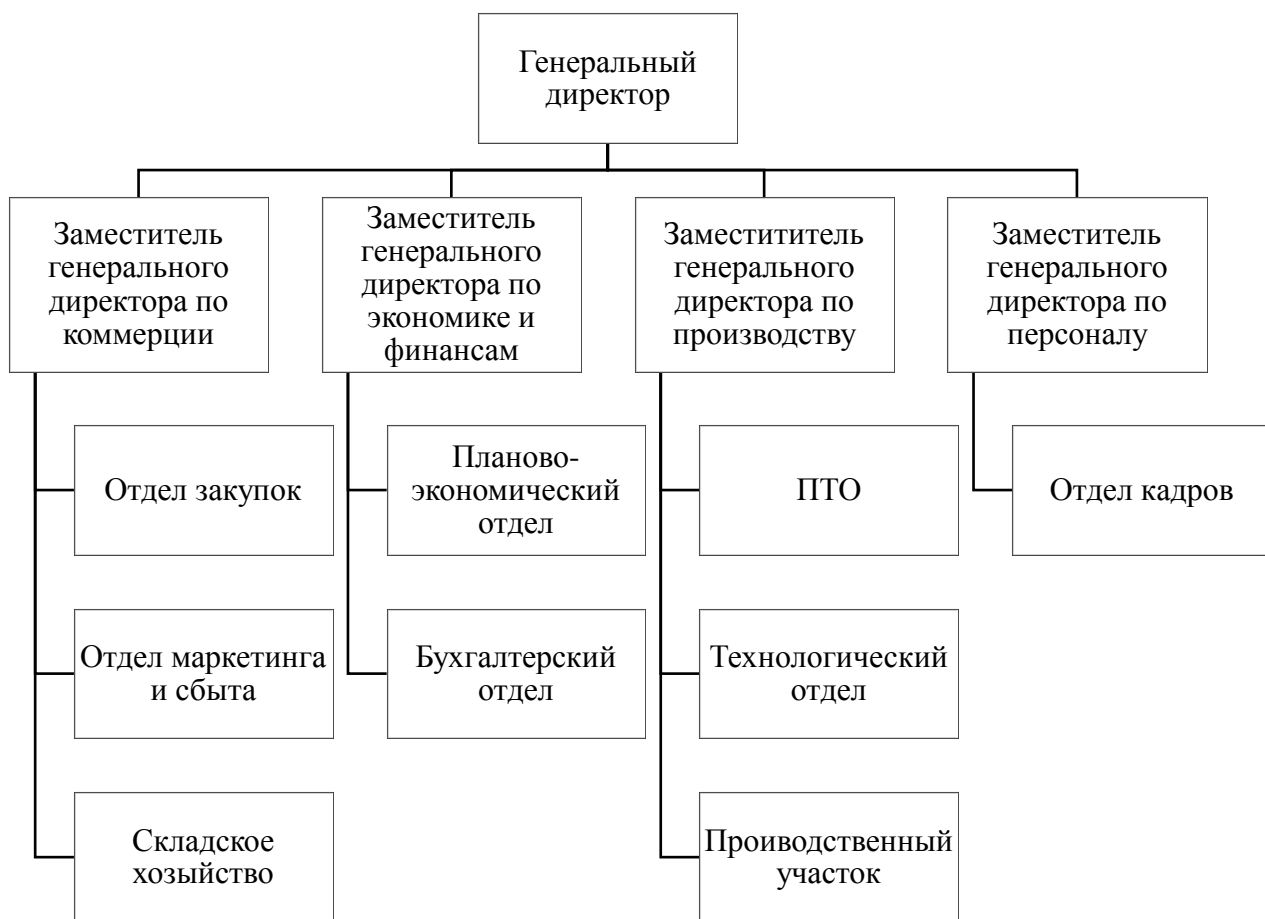 Генеральный
директор
Заместитель
генерального
директора по
коммерции
Заместитель
генерального
директора по
экономике и
финансам
Заместититель
генерального
директора по
производству
Заместитель
генерального
директора по
персоналу
Отдел закупок
Планово-
экономический
отдел
ПТО
Отдел кадров
Отдел маркетинга
и сбыта
Бухгалтерский
отдел
Технологический
отдел
Складское
хозыйство
Проиводственный
участок